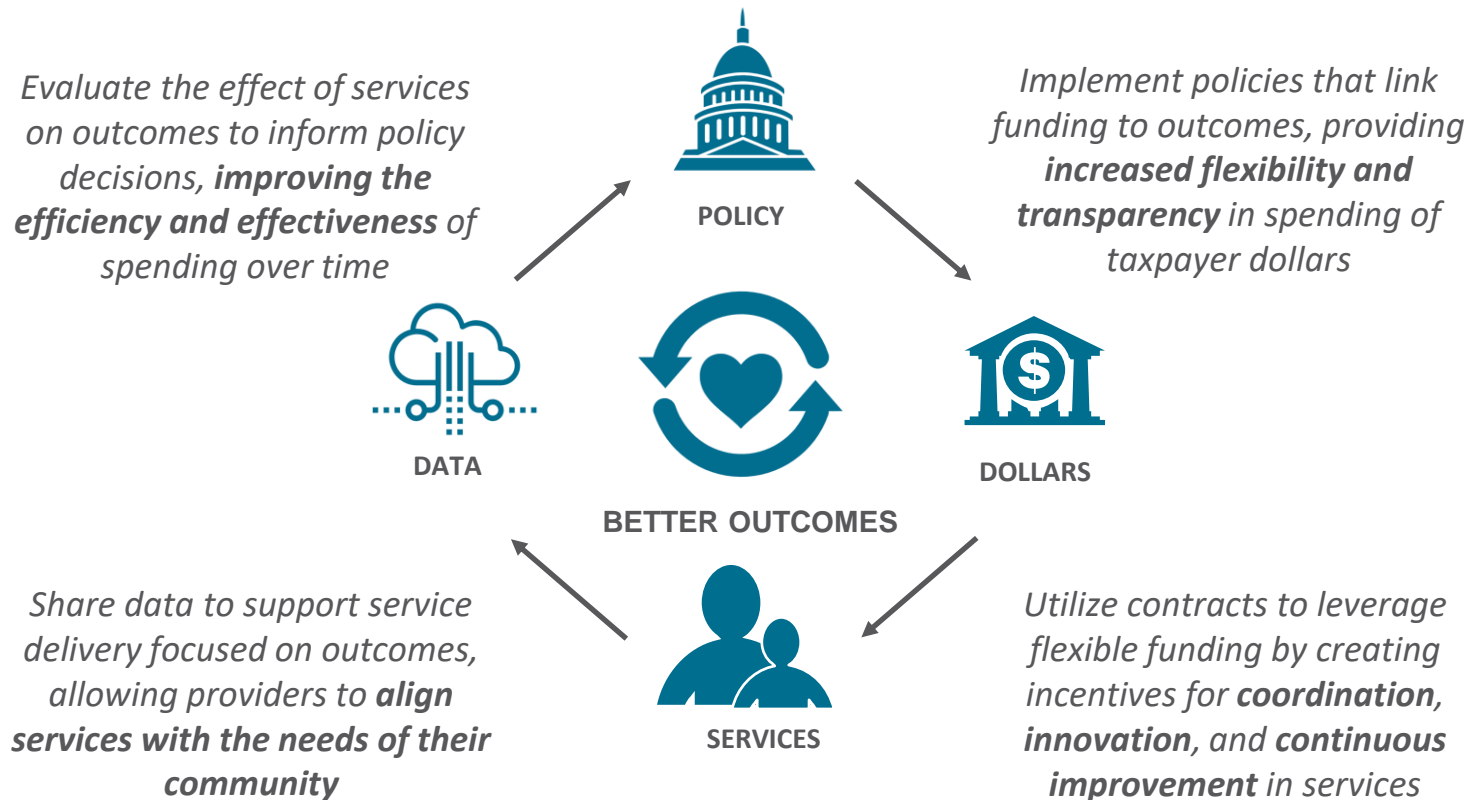 Evaluate the effect of services
on outcomes to inform policy
decisions, improving the
efficiency and effectiveness of
spending over time
POLICY
Implement policies that link
funding to outcomes, providing
increased flexibility and
transparency in spending of
taxpayer dollars
$
DATA
DOLLARS
BETTER OUTCOMES
Share data to support service
delivery focused on outcomes,
allowing providers to align
services with the needs of their
community
SERVICES
Utilize contracts to leverage
flexible funding by creating
incentives for coordination,
innovation, and continuous
improvement in services